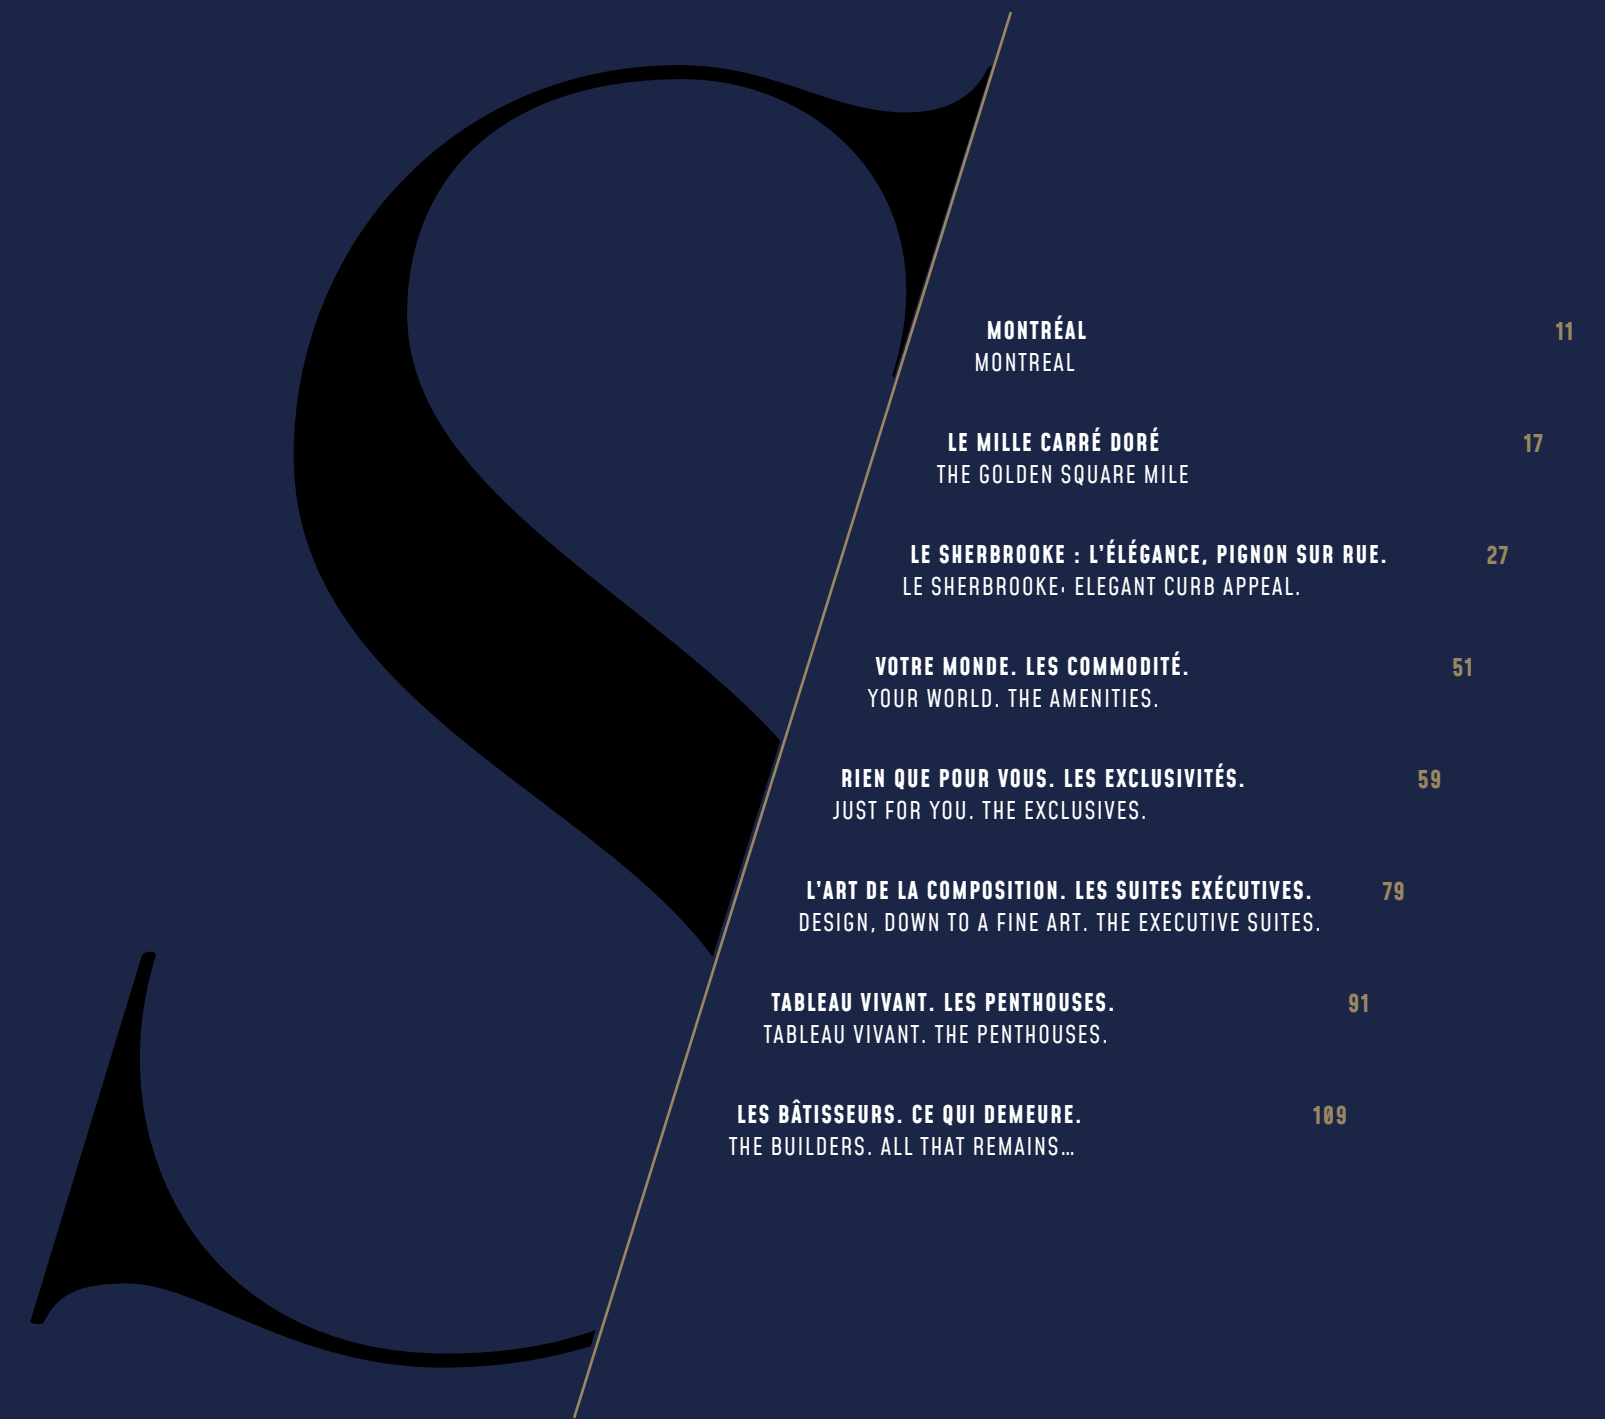 MONTRÉAL 11
MONTREAL
LE MILLE CARRÉ DORÉ 17
THE GOLDEN SQUARE MILE
LE SHERBROOKE : L'ÉLÉGANCE, PIGNON SUR RUE. 27
LE SHERBROOKE: ELEGANT CURB APPEAL.
VOTRE MONDE. LES COMMODITÉ. 51
YOUR WORLD. THE AMENITIES.
RIEN QUE POUR VOUS. LES EXCLUSIVITÉS. 59
JUST FOR YOU. THE EXCLUSIVES.
L'ART DE LA COMPOSITION. LES SUITES EXÉCUTIVES. 79
DESIGN, DOWN TO A FINE ART. THE EXECUTIVE SUITES.
TABLEAU VIVANT. LES PENTHOUSES. 91
TABLEAU VIVANT. THE PENTHOUSES.
LES BÂTISSEURS. CE QUI DEMEURE. 109
THE BUILDERS. ALL THAT REMAINS...